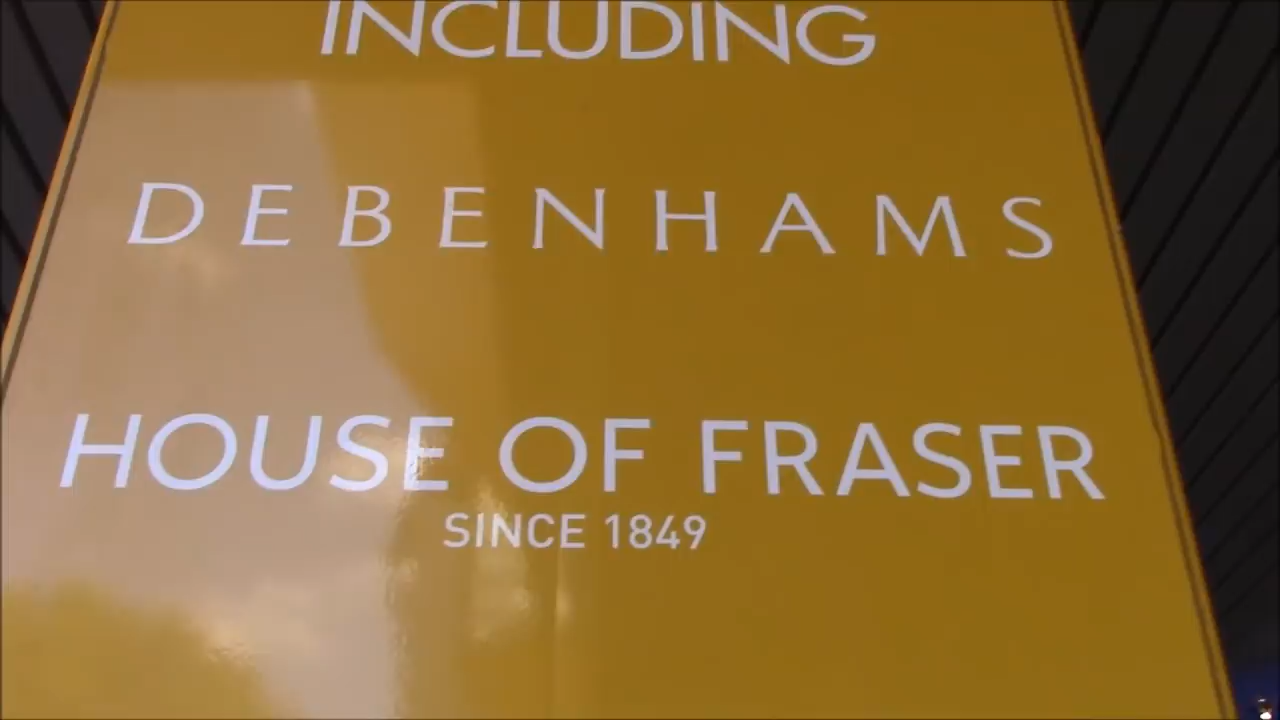 INCLUDING
DEBENHAMS
HOUSE OF FRASER
SINCE 1849